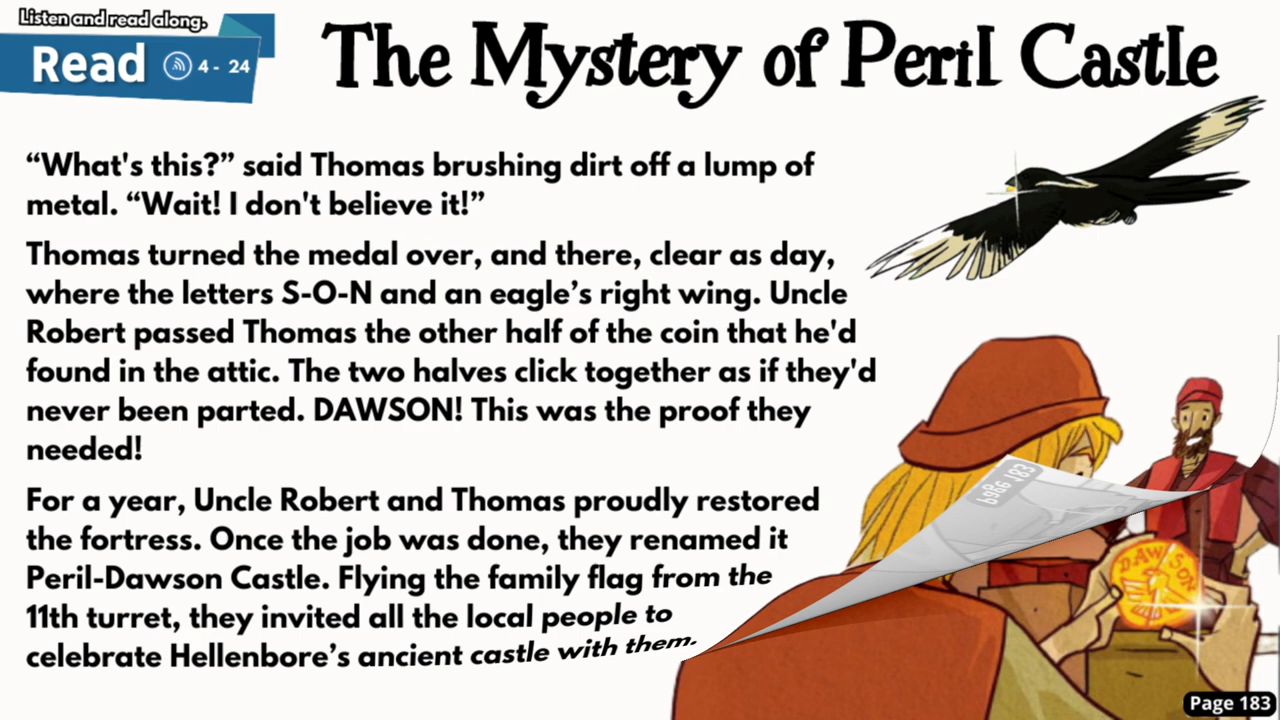 Listen and read along.
Read 4 - 24
The Mystery of Peril Castle
“What's this?” said Thomas brushing dirt off a lump of
metal. “Wait! I don't believe it!”
Thomas turned the medal over, and there, clear as day,
where the letters S-O-N and an eagle’s right wing. Uncle
Robert passed Thomas the other half of the coin that he'd
found in the attic. The two halves click together as if they'd
never been parted. DAWSON! This was the proof they
needed!
For a year, Uncle Robert and Thomas proudly restored
the fortress. Once the job was done, they renamed it
Peril-Dawson Castle. Flying the family flag from the
11th turret, they invited all the local people to
celebrate Hellenbore’s ancient castle with them.
Page 183
DAWSON
Page 183